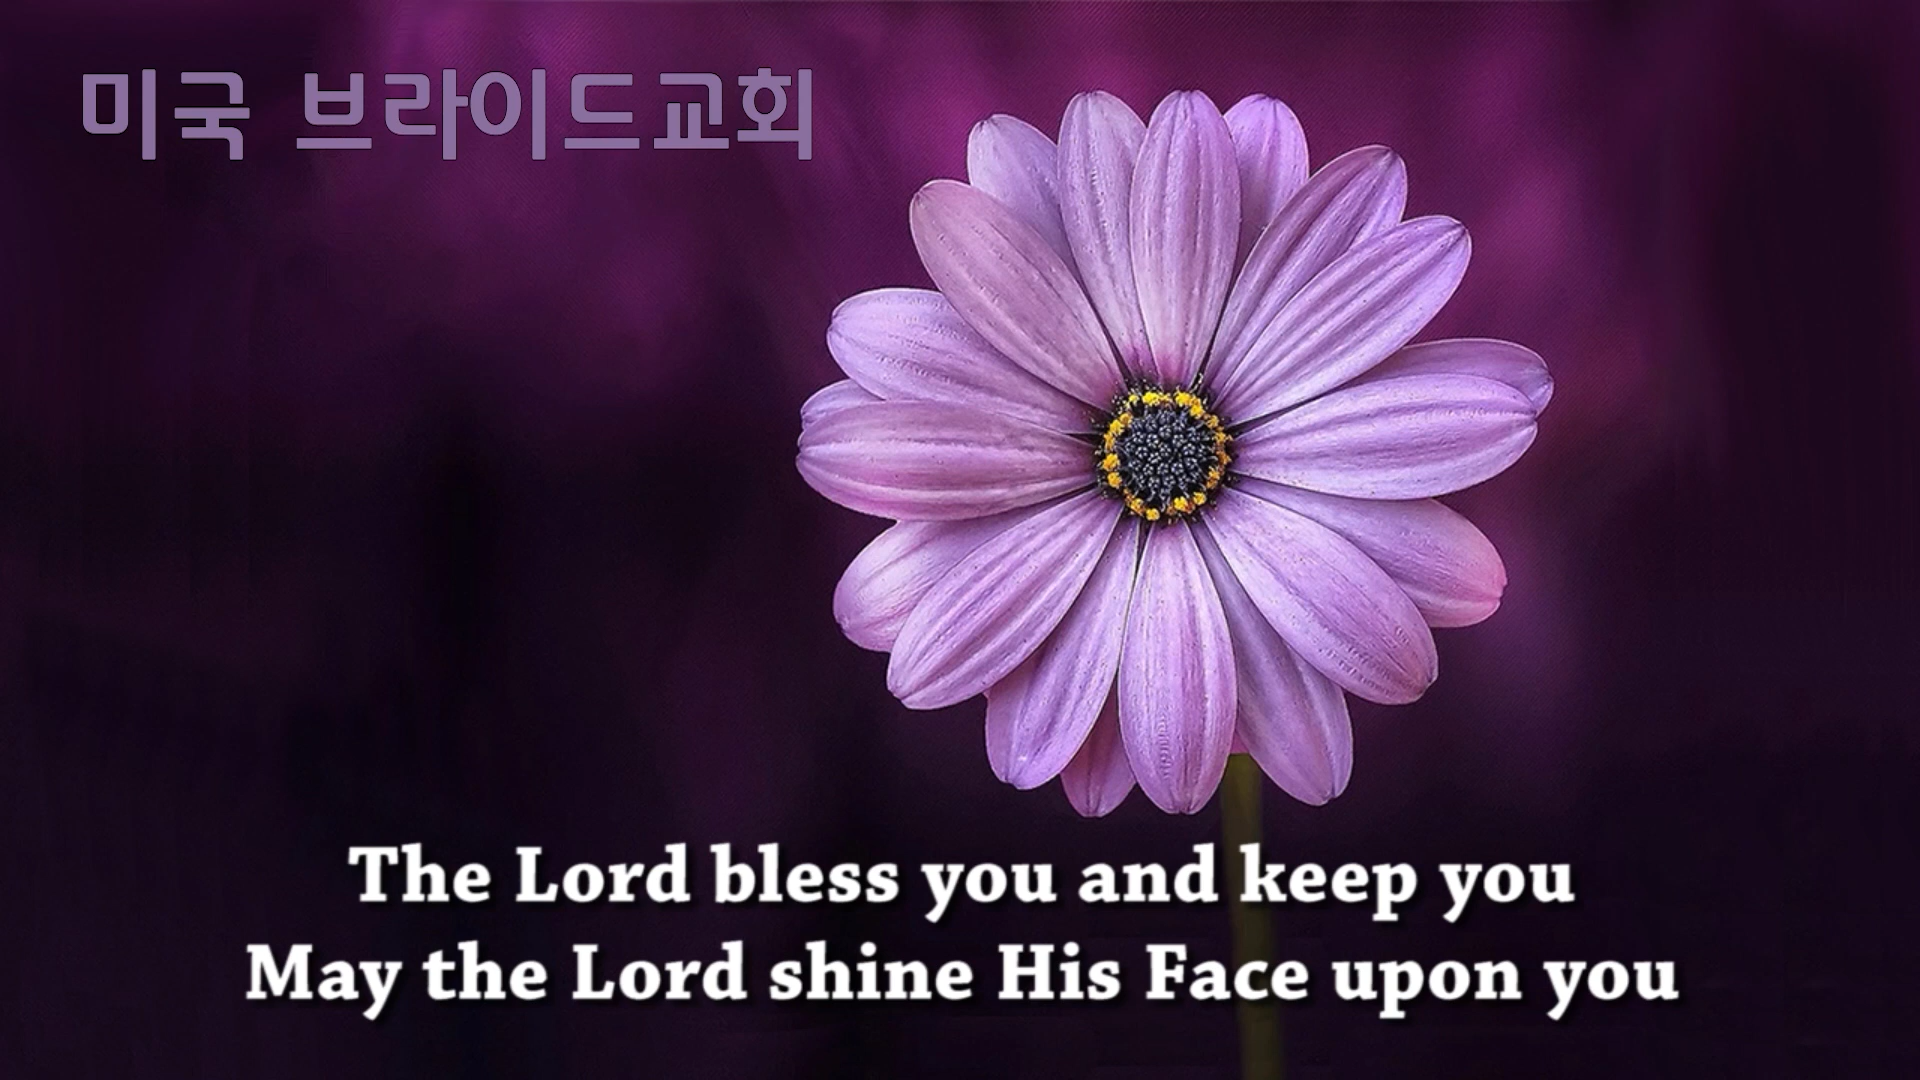 미국 브라이드교회
The Lord bless you and keep you
May the Lord shine His Face upon you